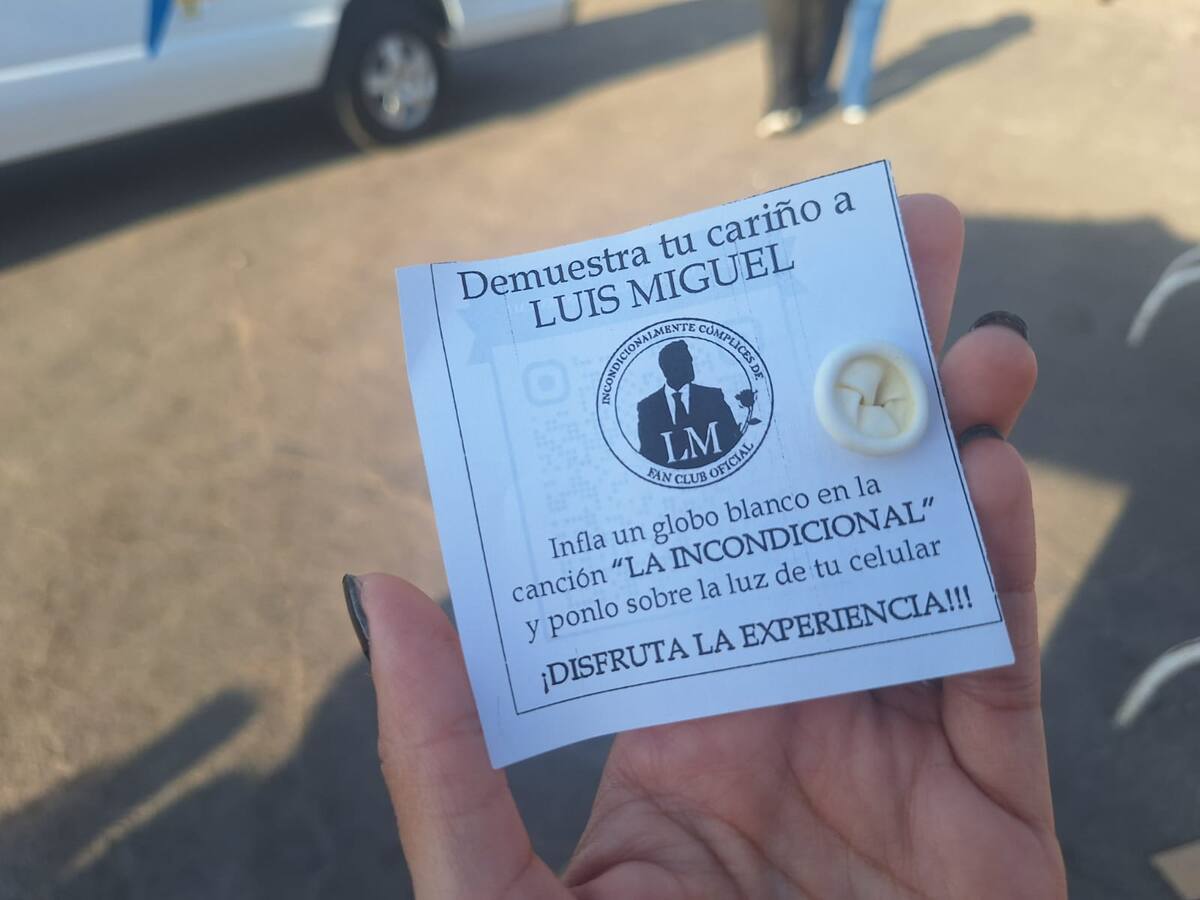 Demuestra tu cariño a
LUIS MIGUEL
INCONDICIONALMENTE CÓMPLICES DE
LM
FAN CLUB OFICIAL
Infla un globo blanco en la
canción “LA INCONDICIONAL”
y ponlo sobre la luz de tu celular
¡DISFRUTA LA EXPERIENCIA!!!